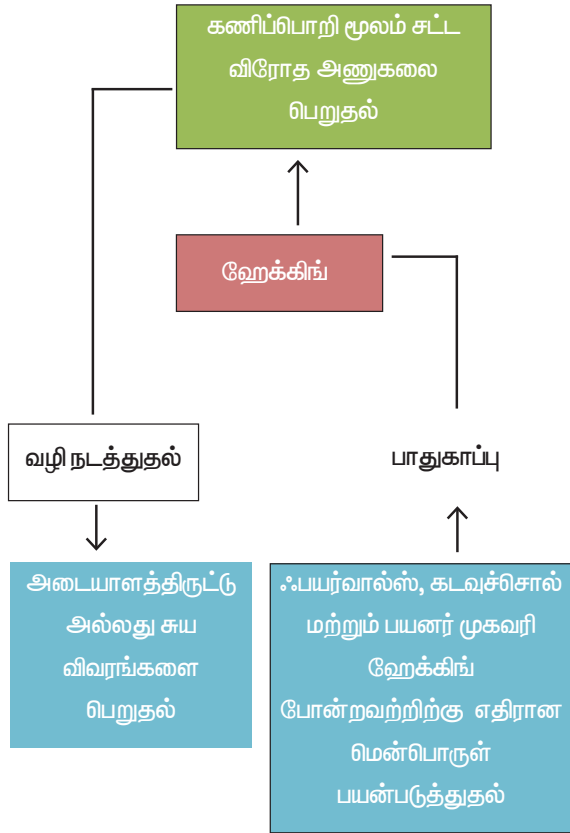 கணிப்பொறி மூலம் சட்ட
விரோத அணுகலை
பெறுதல்
ஹேக்கிங்
வழி நடத்துதல்
பாதுகாப்பு
அடையாளத்திருட்டு
அல்லது சுய
விவரங்களை
பெறுதல்
ஃபயர்வால்ஸ், கடவுச்சொல்
மற்றும் பயனர் முகவரி
ஹேக்கிங்
போன்றவற்றிற்கு எதிரான
மென்பொருள்
பயன்படுத்துதல்